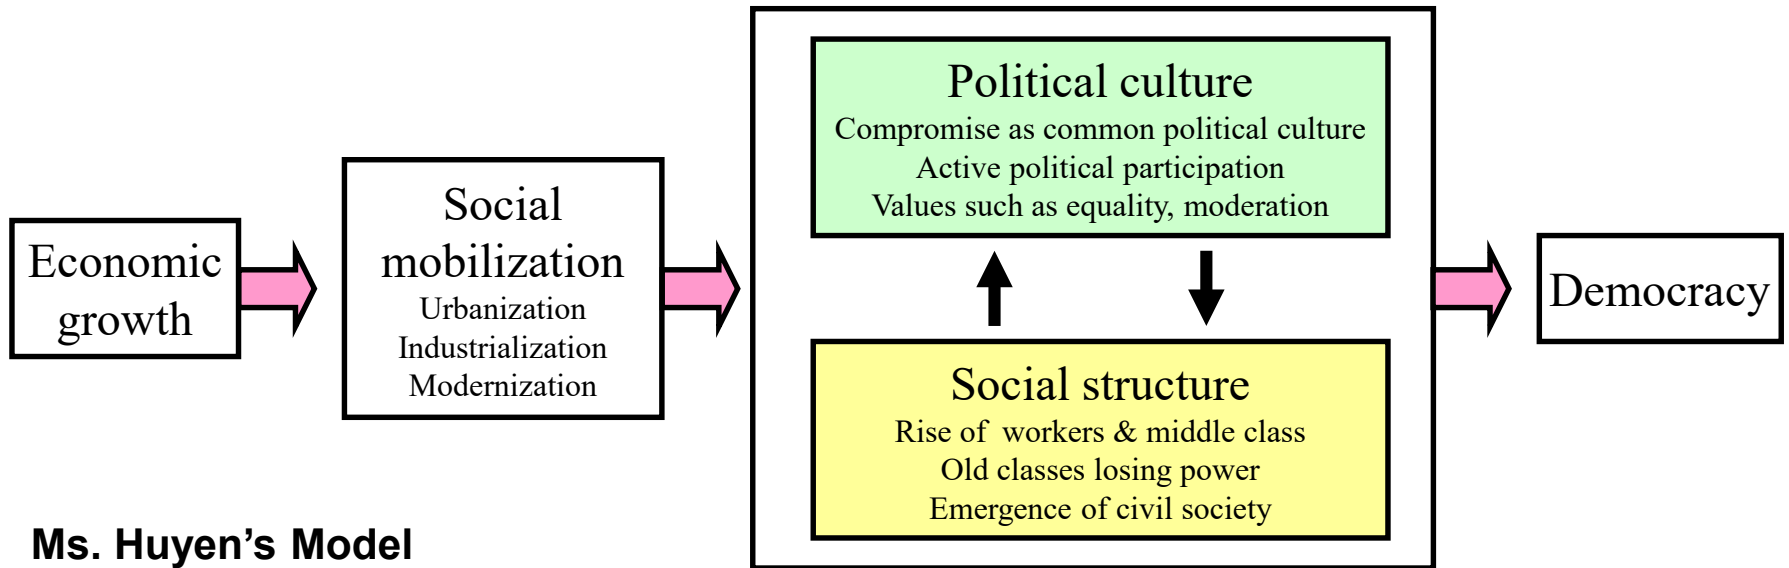 Economic
growth
Social
mobilization
Urbanization
Industrialization
Modernization
Political culture
Compromise as common political culture
Active political participation
Values such as equality, moderation
Social structure
Rise of workers & middle class
Old classes losing power
Emergence of civil society
Democracy
Ms. Huyen’s Model